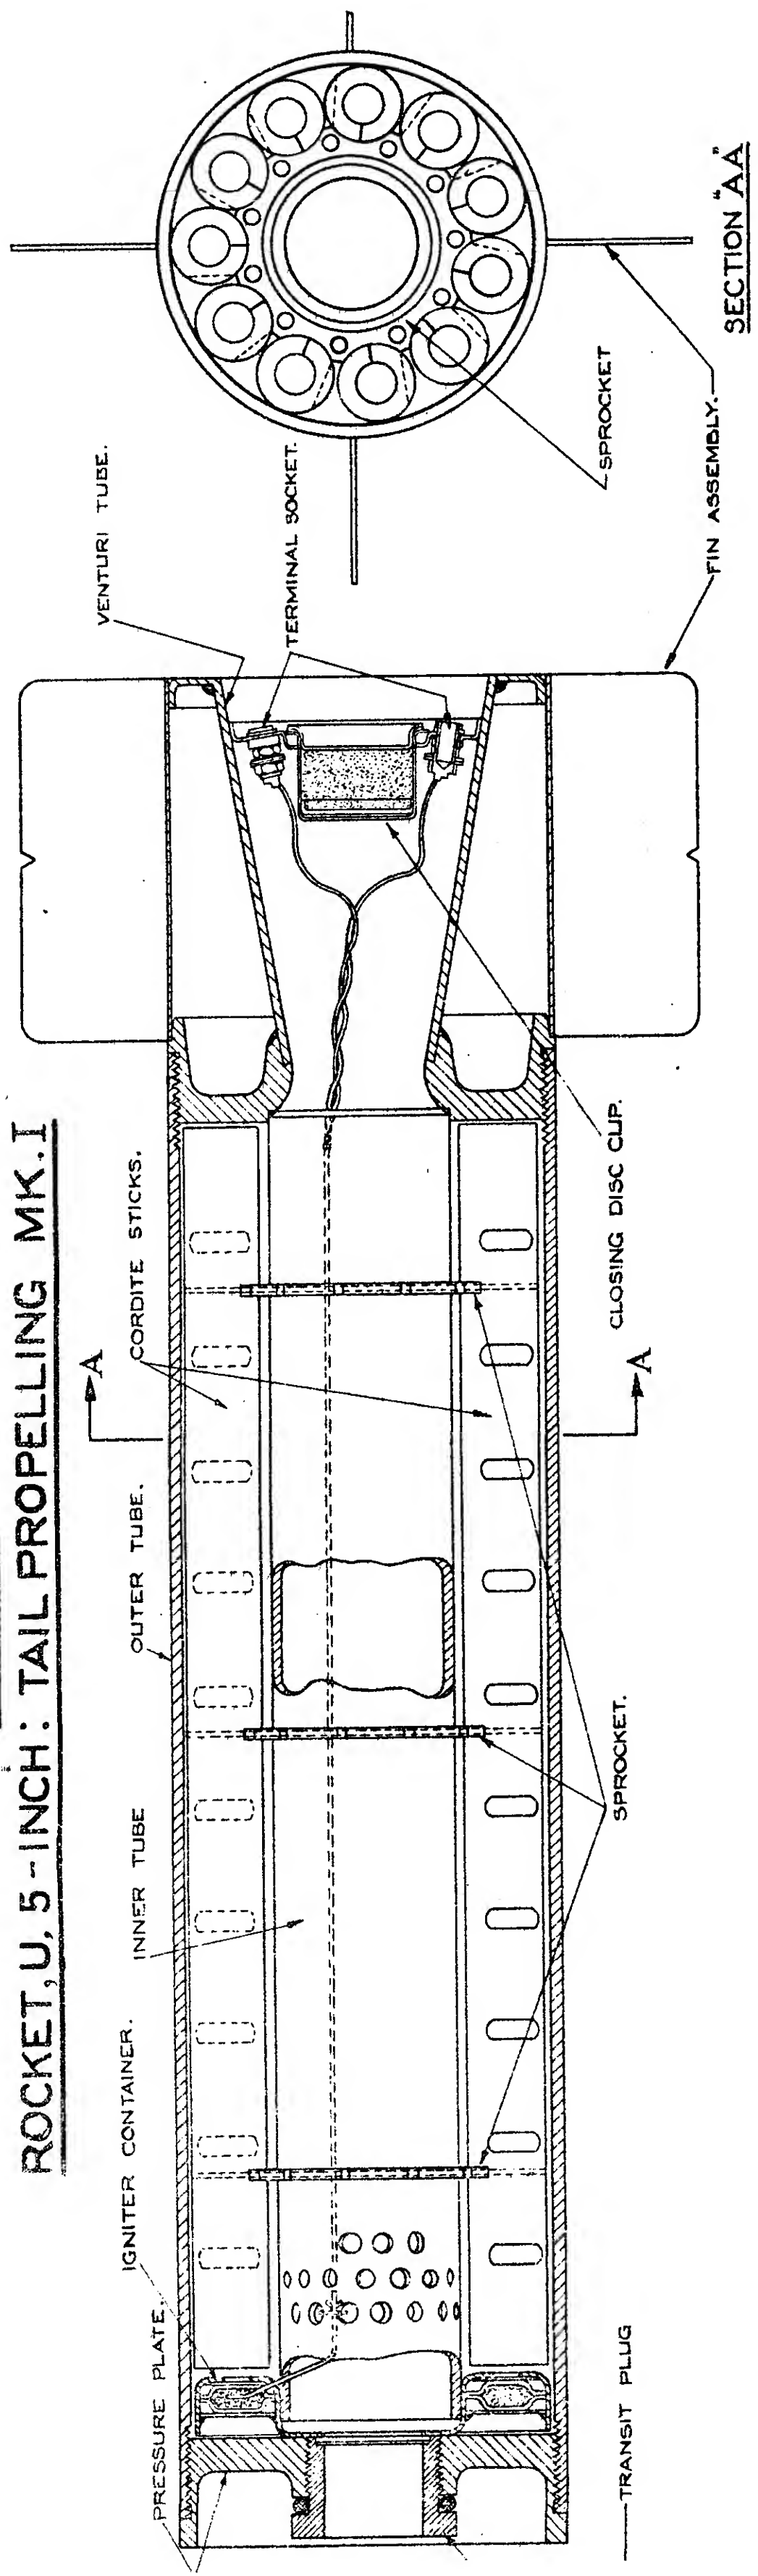 ROCKET, U, 5-INCH: TAIL PROPELLING MK. I
PRESSURE PLATE.
IGNITER CONTAINER.
INNER TUBE
OUTER TUBE.
CORDITE STICKS.
VENTURI TUBE.
TERMINAL SOCKET.
A
A
TRANSIT PLUG
SPROCKET.
CLOSING DISC CUP.
FIN ASSEMBLY.
SPROCKET
SECTION "AA"